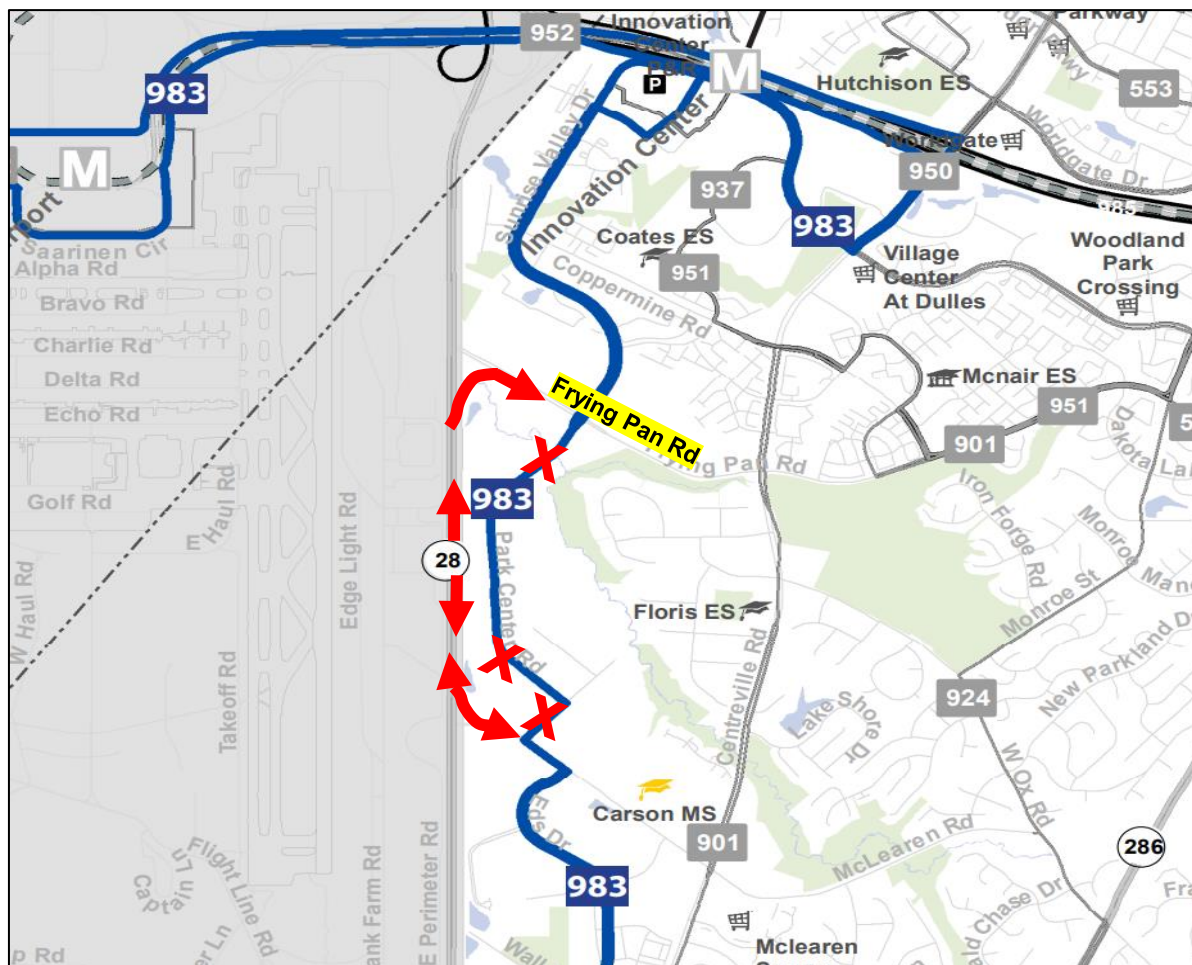 Innovation
Center
P&R
P
M
952
Parkway
Hutchison ES
553
Worldgate
Worldgate Dr
983
M
Saarinen Cir
Alpha Rd
Bravo Rd
Charlie Rd
Delta Rd
Echo Rd
Golf Rd
E Haul Rd
W Haul Rd
Takeoff Rd
Edge Light Rd
Sunrise Valley Dr
Innovation Center
937
950
983
985
Coates ES
951
Coppermine Rd
Village
Center
At Dulles
Woodland
Park
Crossing
Mcnair ES
951
901
Frying Pan Rd
Frying Pan Rd
X
983
28
Park Center Rd
X
X
Floris ES
Centreville Rd
Iron Forge Rd
Monroe St
New Parkland Dr
924
Lake Shore Dr
W Ox Rd
Carson MS
Eds Dr
901
McLearen Rd
286
983
Captain Ln
Flight Line Rd
E Perimeter Rd
Mclearen